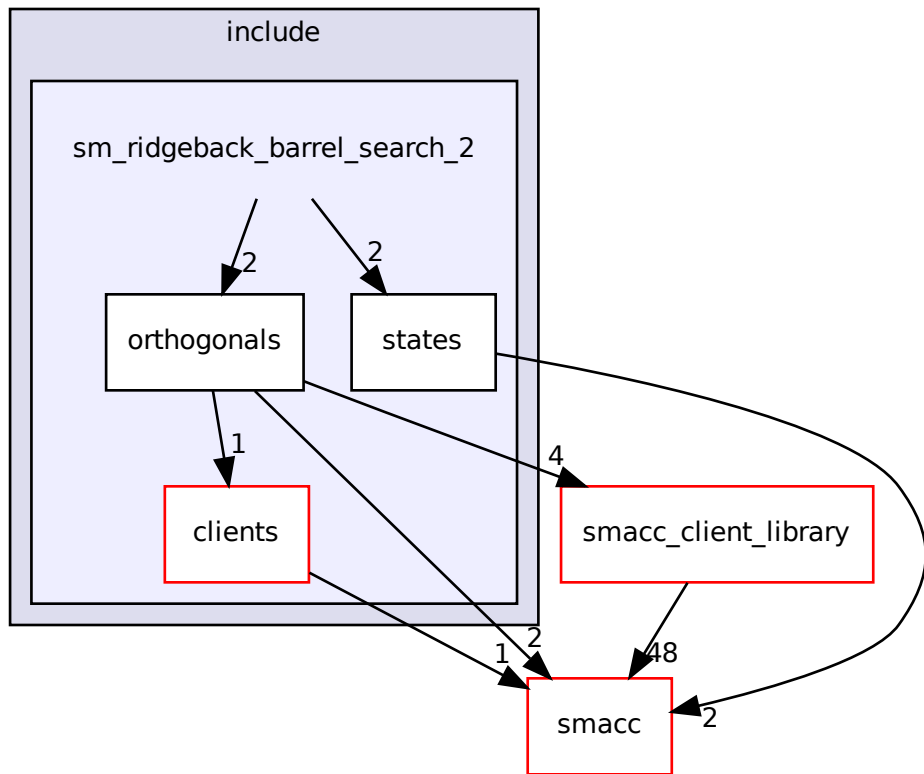 include
sm_ridgeback_barrel_search_2
2
2
orthogonals
states
1
4
clients
smacc_client_library
1
2
48
2
smacc